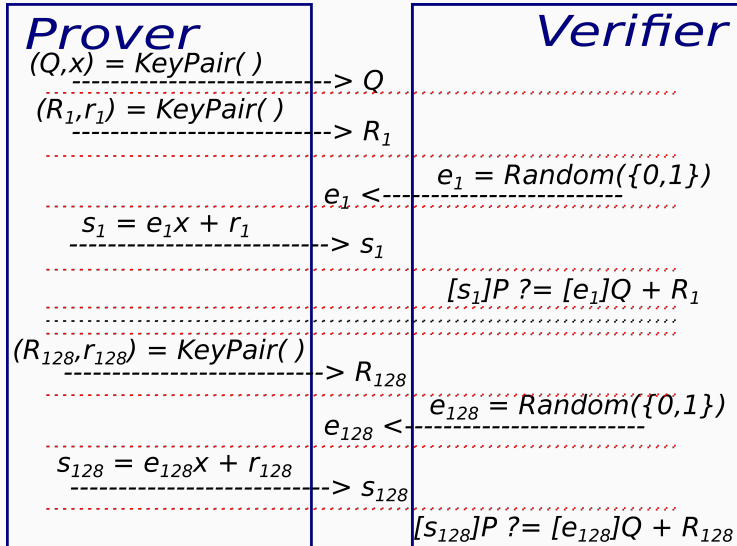 Prover Verifier
(Q,x) = KeyPair( )
> Q
(R₁,r₁) = KeyPair( )
> R₁
e₁ = Random({0,1})
e₁ <
s₁ = e₁x + r₁
> s₁
[s₁]P ?= [e₁]Q + R₁
(R₁₂₈,r₁₂₈) = KeyPair( )
> R₁₂₈
e₁₂₈ = Random({0,1})
e₁₂₈ <
s₁₂₈ = e₁₂₈x + r₁₂₈
> s₁₂₈
[s₁₂₈]P ?= [e₁₂₈]Q + R₁₂₈